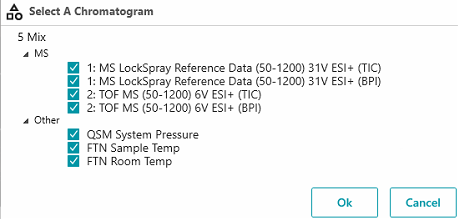 Select A Chromatogram
5 Mix
MS
1: MS LockSpray Reference Data (50-1200) 31V ESI+ (TIC)
1: MS LockSpray Reference Data (50-1200) 31V ESI+ (BPI)
2: TOF MS (50-1200) 6V ESI+ (TIC)
2: TOF MS (50-1200) 6V ESI+ (BPI)
Other
QSM System Pressure
FTN Sample Temp
FTN Room Temp
Ok Cancel